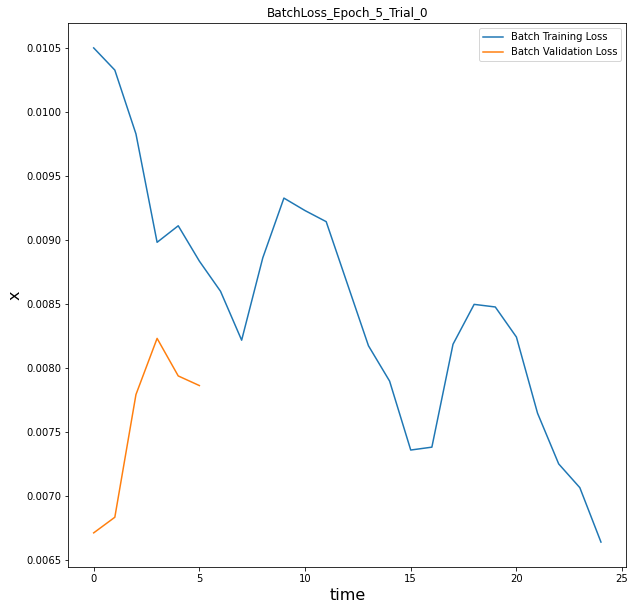 BatchLoss_Epoch_5_Trial_0
Batch Training Loss
Batch Validation Loss
0.0105
0.0100
0.0095
0.0090
0.0085
0.0080
0.0075
0.0070
0.0065
x
0 5 10 15 20 25
time